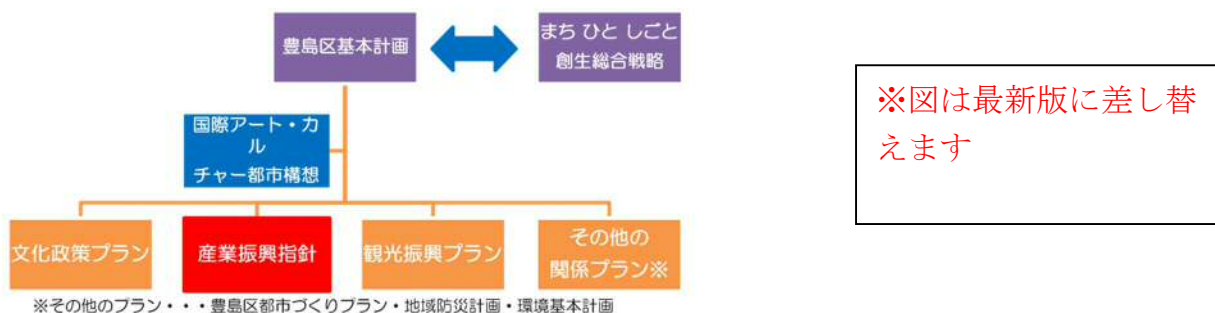 豊島区基本計画
まち ひと しごと
創生総合戦略
※図は最新版に差し替
えます
国際アート・カ
ル
チャー都市構想
文化政策プラン
産業振興指針
観光振興プラン
その他の
関係プラン※
※その他のプラン・・・豊島区都市づくりプラン・地域防災計画・環境基本計画